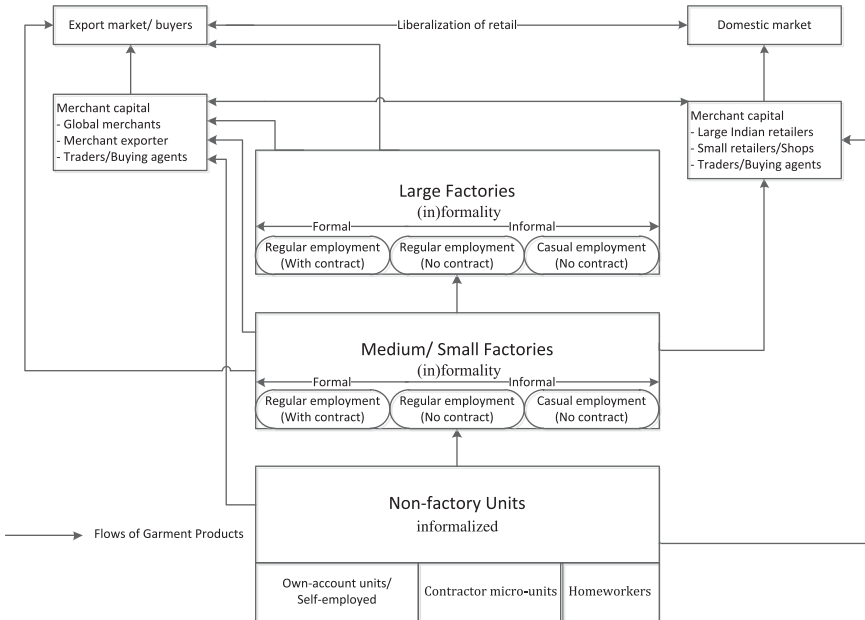 Export market/ buyers
Liberalization of retail
Domestic market
Merchant capital
- Global merchants
- Merchant exporter
- Traders/Buying agents
Merchant capital
- Large Indian retailers
- Small retailers/Shops
- Traders/Buying agents
Large Factories
(in)formality
Formal
Informal
Regular employment
(With contract)
Regular employment
(No contract)
Casual employment
(No contract)
Medium/ Small Factories
(in)formality
Formal
Informal
Regular employment
(With contract)
Regular employment
(No contract)
Casual employment
(No contract)
Non-factory Units
informalized
Flows of Garment Products
Own-account units/
Self-employed
Contractor micro-units
Homeworkers